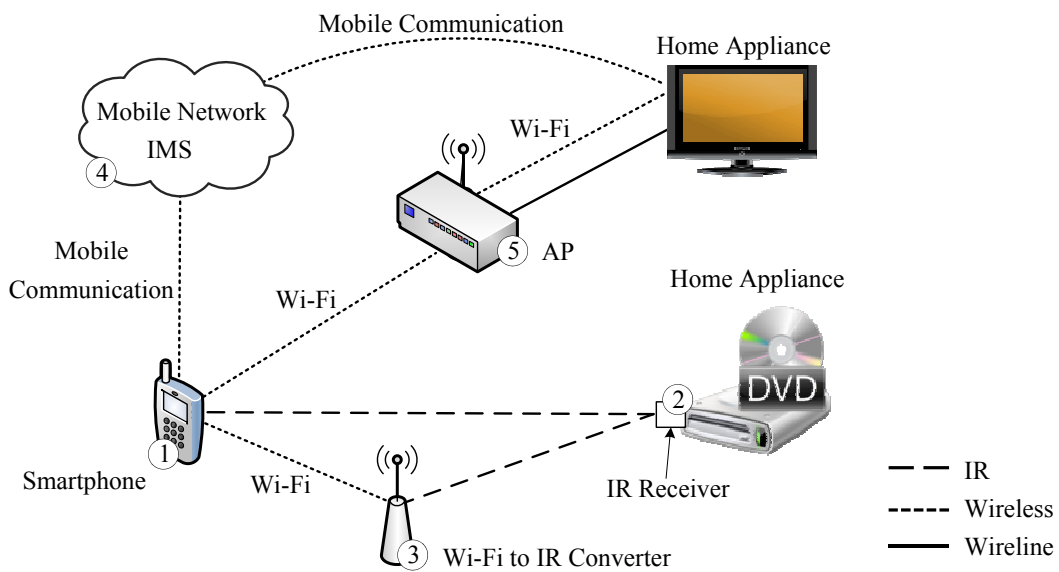 Mobile Communication
Home Appliance
Mobile Network
IMS
4
Wi-Fi
5
AP
Mobile
Communication
Wi-Fi
Home Appliance
DVD
2
1
Smartphone
Wi-Fi
IR Receiver
3
Wi-Fi to IR Converter
IR
Wireless
Wireline